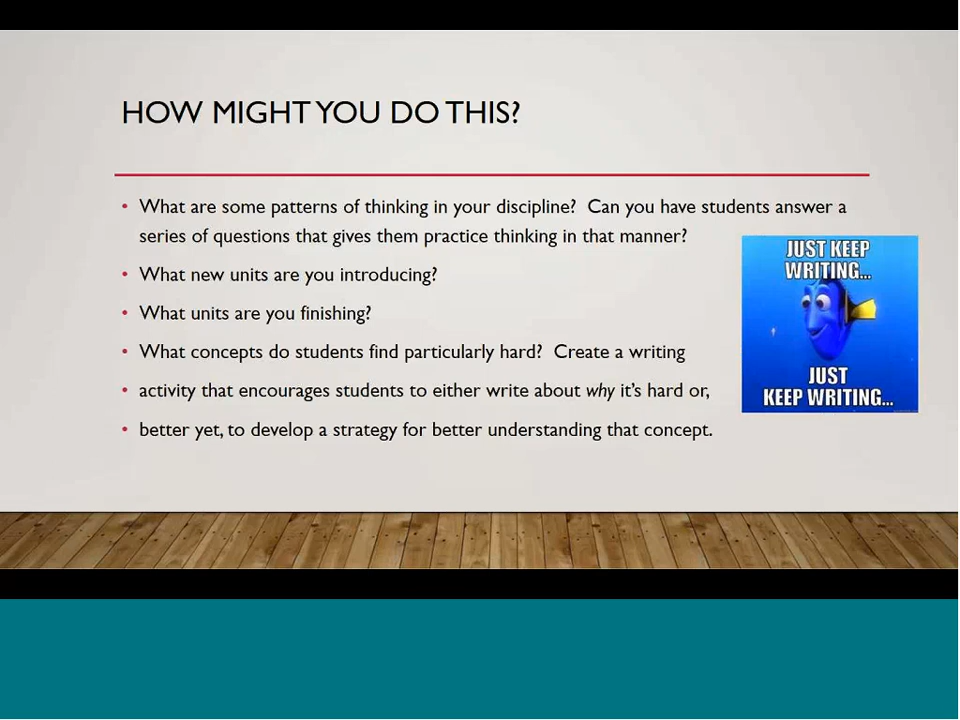 HOW MIGHT YOU DO THIS?
• What are some patterns of thinking in your discipline?  Can you have students answer a
series of questions that gives them practice thinking in that manner?
• What new units are you introducing?
• What units are you finishing?
• What concepts do students find particularly hard?  Create a writing
• activity that encourages students to either write about why it's hard or,
• better yet, to develop a strategy for better understanding that concept.
JUST KEEP
WRITING...
JUST
KEEP WRITING...